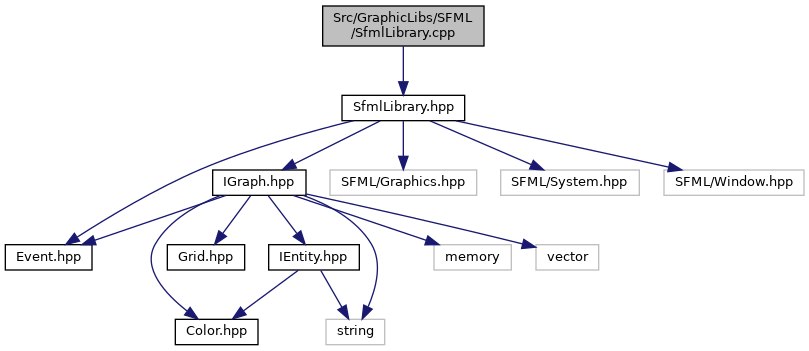 Src/GraphicLibs/SFML
/SfmlLibrary.cpp
SfmlLibrary.hpp
IGraph.hpp
SFML/Graphics.hpp
SFML/System.hpp
SFML/Window.hpp
Event.hpp
Grid.hpp
IEntity.hpp
memory
vector
Color.hpp
string